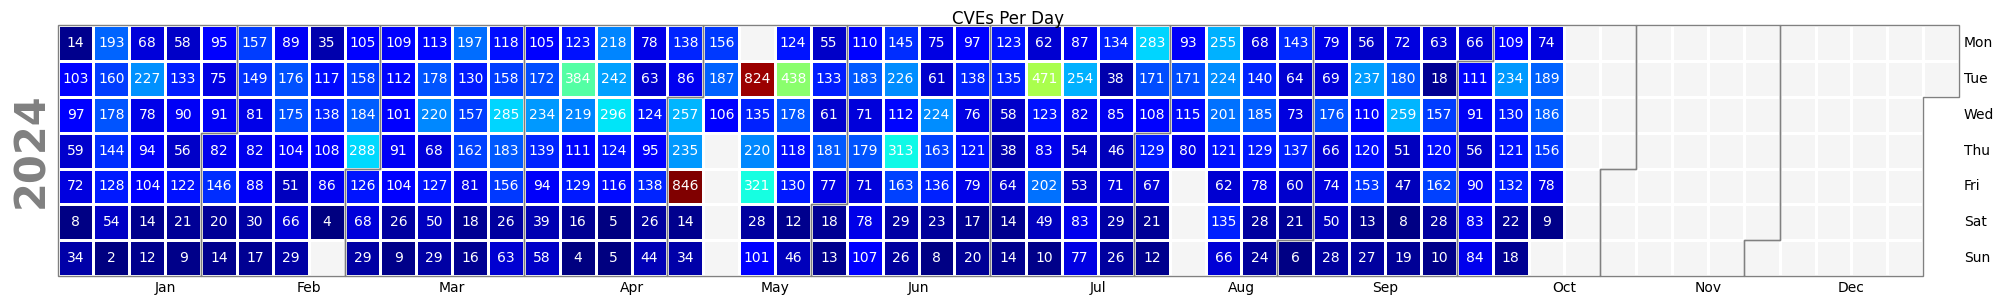 CVEs Per Day
14 193 68 58 95 157 89 35 105 109 113 197 118 105 123 218 78 138 156 124 55 110 145 75 97 123 62 87 134 283 93 255 68 143 79 56 72 63 66 109 74 Mon
103 160 227 133 75 149 176 117 158 112 178 130 158 172 384 242 63 86 187 824 438 133 183 226 61 138 135 471 254 38 171 171 224 140 64 69 237 180 18 111 234 189 Tue
97 178 78 90 91 81 175 138 184 101 220 157 285 234 219 296 124 257 106 135 178 61 71 112 224 76 58 123 82 85 108 115 201 185 73 176 110 259 157 91 130 186 Wed
59 144 94 56 82 82 104 108 288 91 68 162 183 139 111 124 95 235 220 118 181 179 313 163 121 38 83 54 46 129 80 121 129 137 66 120 51 120 56 121 156 Thu
72 128 104 122 146 88 51 86 126 104 127 81 156 94 129 116 138 846 321 130 77 71 163 136 79 64 202 53 71 67 62 78 60 74 153 47 162 90 132 78 Fri
8 54 14 21 20 30 66 4 68 26 50 18 26 39 16 5 26 14 28 12 18 78 29 23 17 14 49 83 29 21 135 28 21 50 13 8 28 83 22 9 Sat
34 2 12 9 14 17 29 29 9 29 16 63 58 4 5 44 34 101 46 13 107 26 8 20 14 10 77 26 12 66 24 6 28 27 19 10 84 18 Sun
2024
Jan Feb Mar Apr May Jun Jul Aug Sep Oct Nov Dec